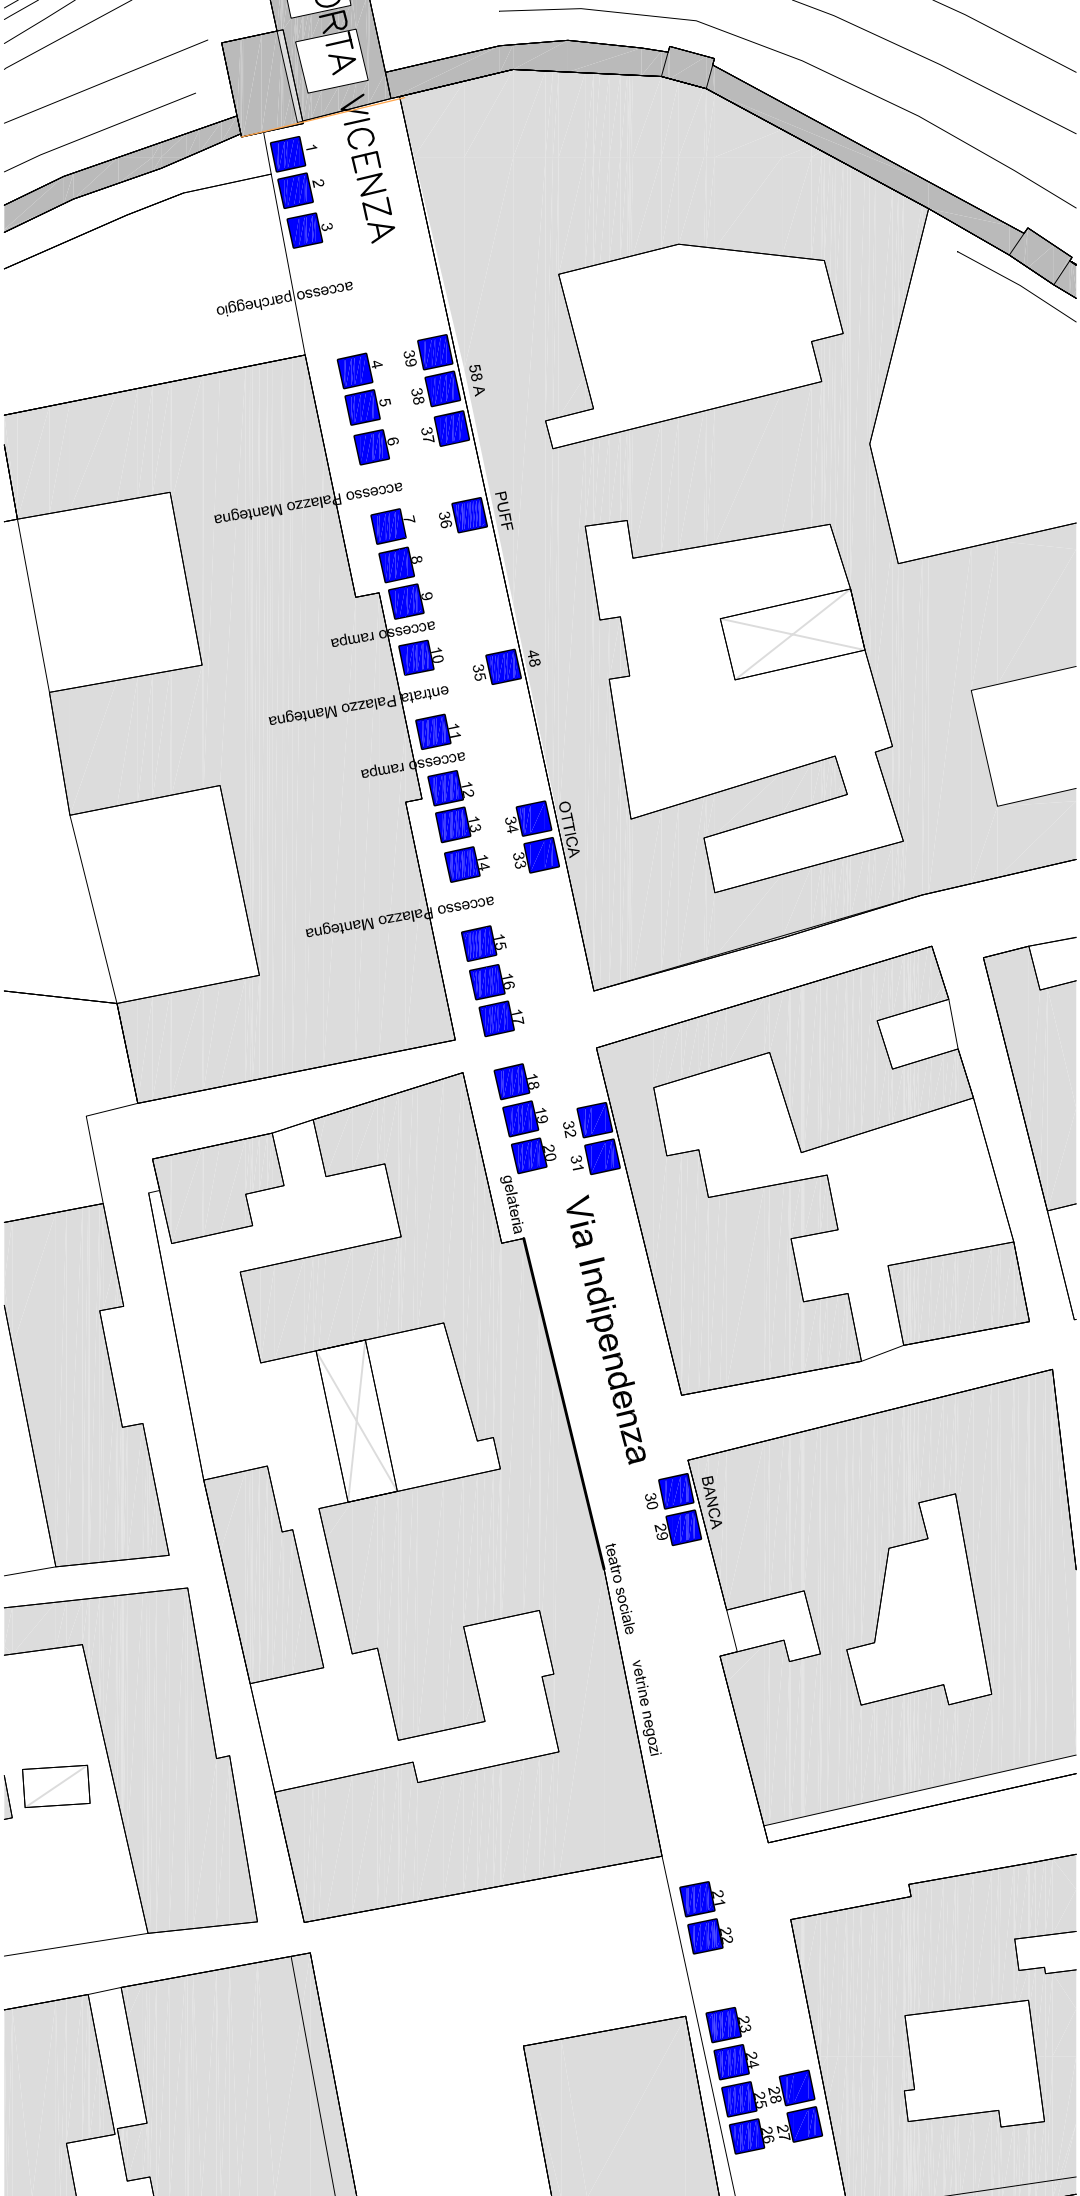 ORTA VICENZA
1
2
3
accesso parcheggio
4
39
58 A
5
38
6
37
accesso Palazzo Mantegna
36
PUFF
7
8
9
accesso rampa
10
35
48
entrata Palazzo Mantegna
11
accesso rampa
12
13
34
OTTICA
14
33
accesso Palazzo Mantegna
15
16
17
18
19
32
20
31
gelateria
Via Indipendenza
30
BANCA
29
teatro sociale
vetrine negozi
21
22
23
24
28
25
27
26